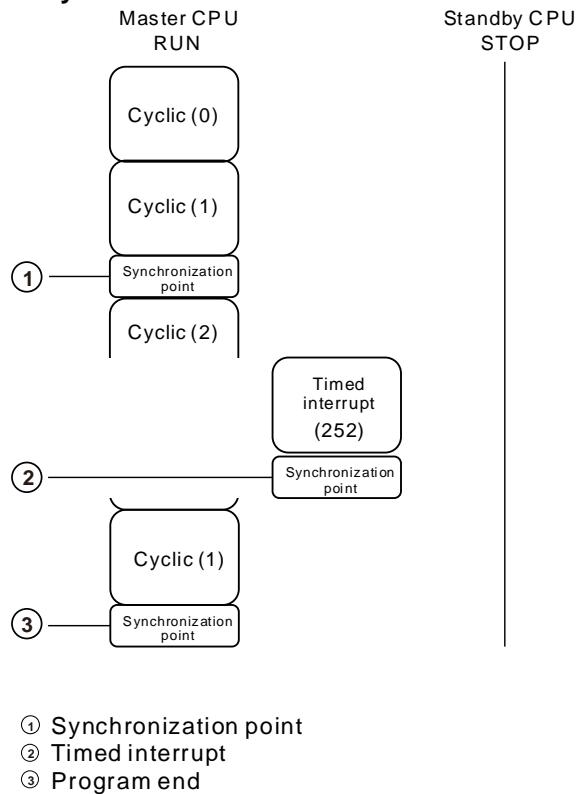 Master CPU
RUN
Standby CPU
STOP
Cyclic (0)
Cyclic (1)
① Synchronization
point
Cyclic (2)
Timed
interrupt
(252)
② Synchronization
point
Cyclic (1)
③ Synchronization
point
① Synchronization point
② Timed interrupt
③ Program end